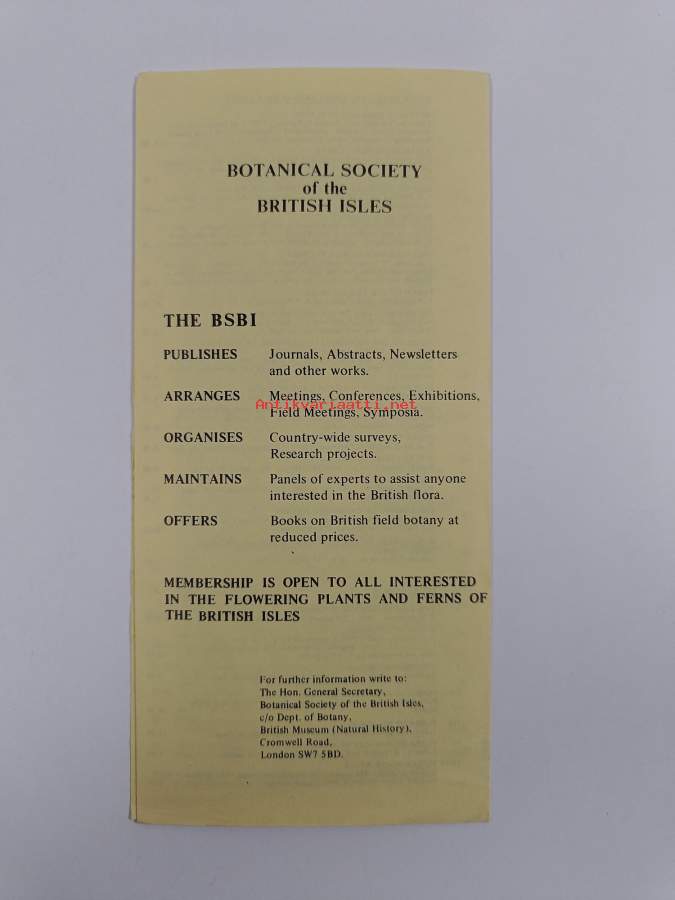 BOTANICAL SOCIETY
of the
BRITISH ISLES
THE BSBI
PUBLISHES Journals, Abstracts, Newsletters
and other works.
ARRANGES Meetings, Conferences, Exhibitions,
Antikvariaatti.net
Field Meetings, Symposia.
ORGANISES Country-wide surveys,
Research projects.
MAINTAINS Panels of experts to assist anyone
interested in the British flora.
OFFERS Books on British field botany at
reduced prices.
MEMBERSHIP IS OPEN TO ALL INTERESTED
IN THE FLOWERING PLANTS AND FERNS OF
THE BRITISH ISLES
For further information write to:
The Hon. General Secretary,
Botanical Society of the British Isles,
c/o Dept. of Botany,
British Museum (Natural History),
Cromwell Road,
London SW7 5BD.